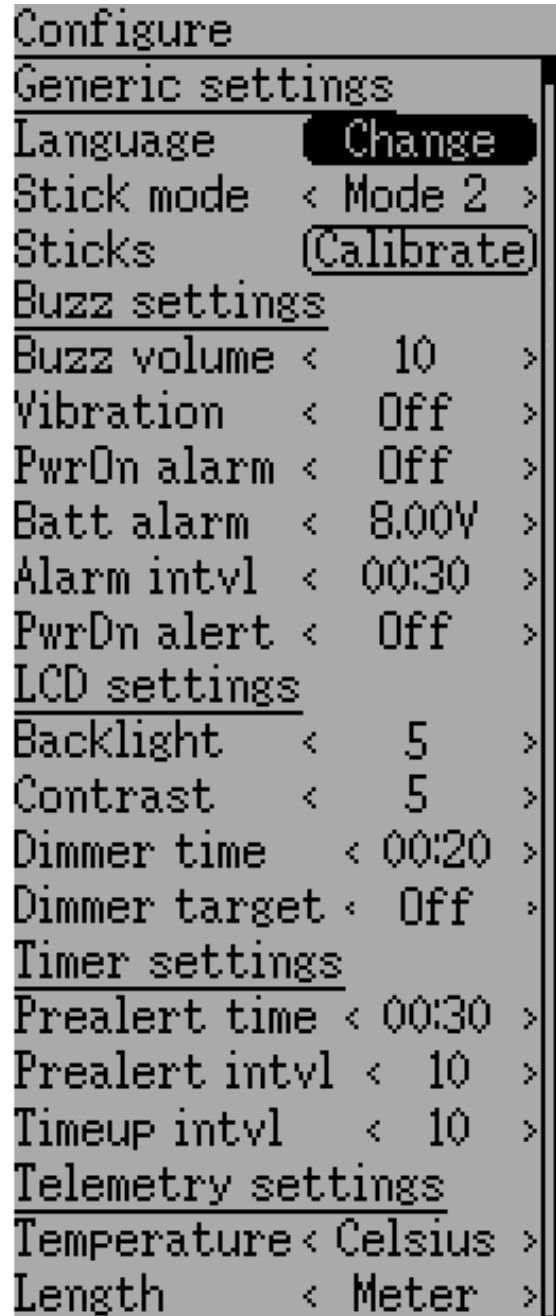 Configure
Generic settings
Language Change
Stick mode < Mode 2 >
Sticks Calibrate
Buzz settings
Buzz volume < 10 >
Vibration < Off >
PwrOn alarm < Off >
Batt alarm < 8.00V >
Alarm intvl < 00:30 >
PwrDn alert < Off >
LCD settings
Backlight < 5 >
Contrast < 5 >
Dimmer time < 00:20 >
Dimmer target < Off >
Timer settings
Prealert time < 00:30 >
Prealert intvl < 10 >
Timeup intvl < 10 >
Telemetry settings
Temperature < Celsius >
Length < Meter >